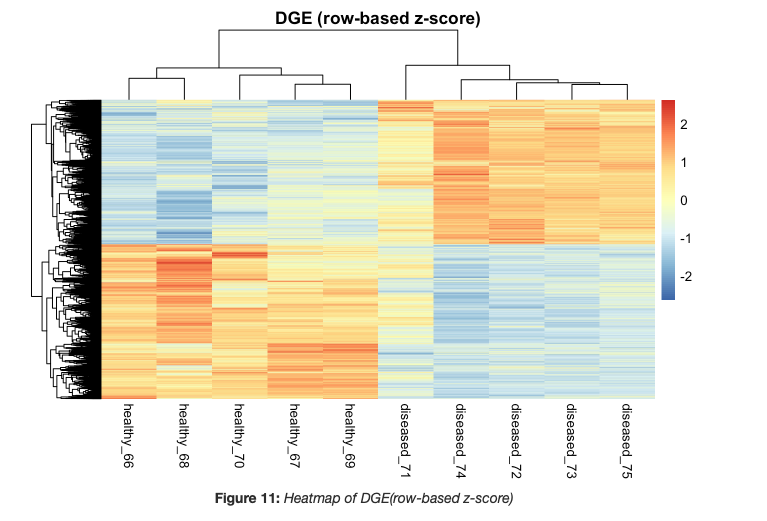 DGE (row-based z-score)
2
1
0
-1
-2
healthy_66
healthy_68
healthy_70
healthy_67
healthy_69
diseased_71
diseased_74
diseased_72
diseased_73
diseased_75
Figure 11: Heatmap of DGE(row-based z-score)